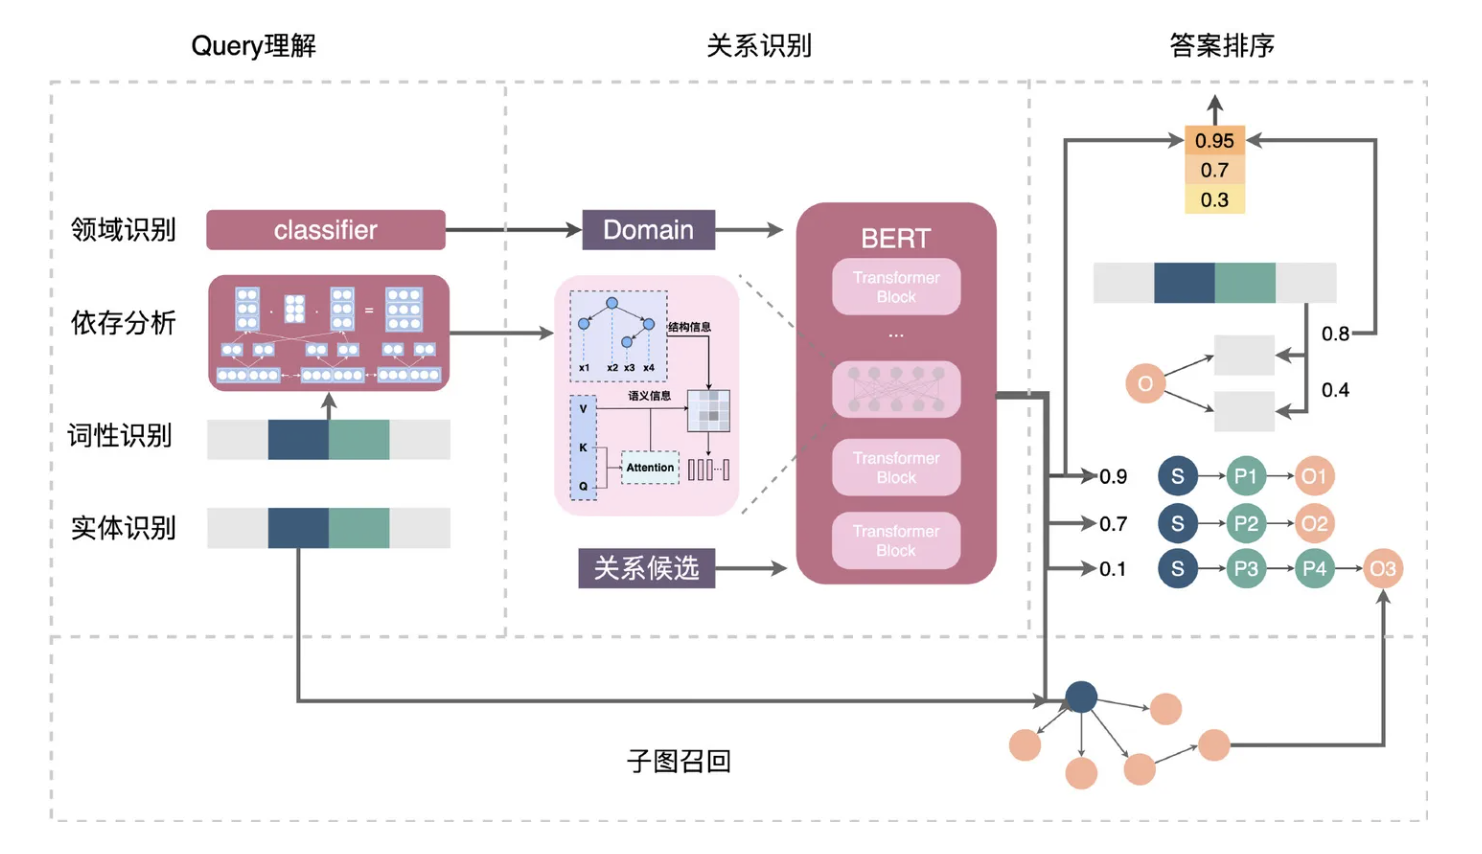 Query理解
关系识别
答案排序
领域识别
classifier
依存分析
=
词性识别
实体识别
Domain
结构信息
x1 x2 x3 x4
语义信息
V
K
Q
Attention
关系候选
BERT
Transformer
Block
...
Transformer
Block
Transformer
Block
0.95
0.7
0.3
0.8
O
0.4
0.9 S P1 O1
0.7 S P2 O2
0.1 S P3 P4 O3
子图召回